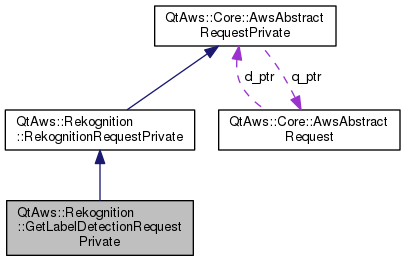 QtAws::Core::AwsAbstract
RequestPrivate
d_ptr
q_ptr
QtAws::Rekognition
::RekognitionRequestPrivate
QtAws::Core::AwsAbstract
Request
QtAws::Rekognition
::GetLabelDetectionRequest
Private